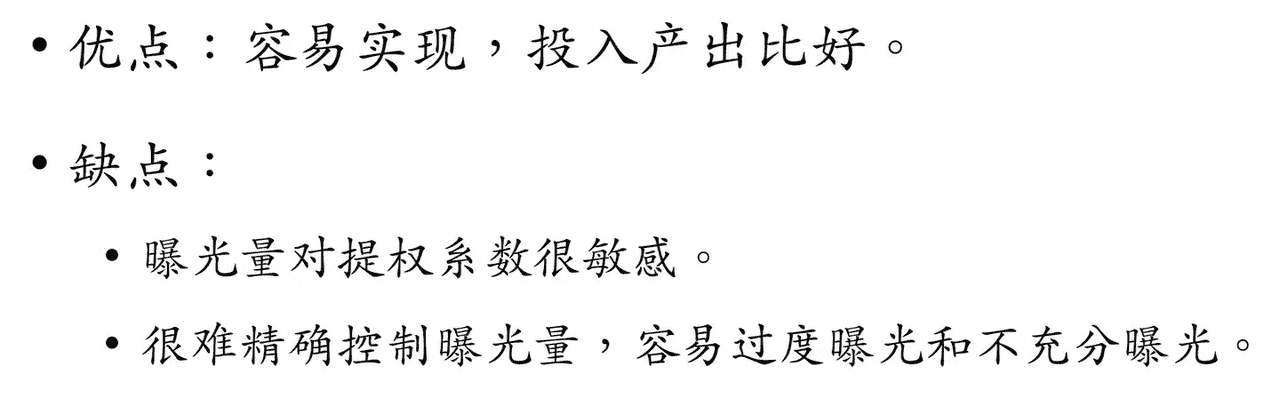 • 优点：容易实现，投入产出比好。
• 缺点：
• 曝光量对提权系数很敏感。
• 很难精确控制曝光量，容易过度曝光和不充分曝光。